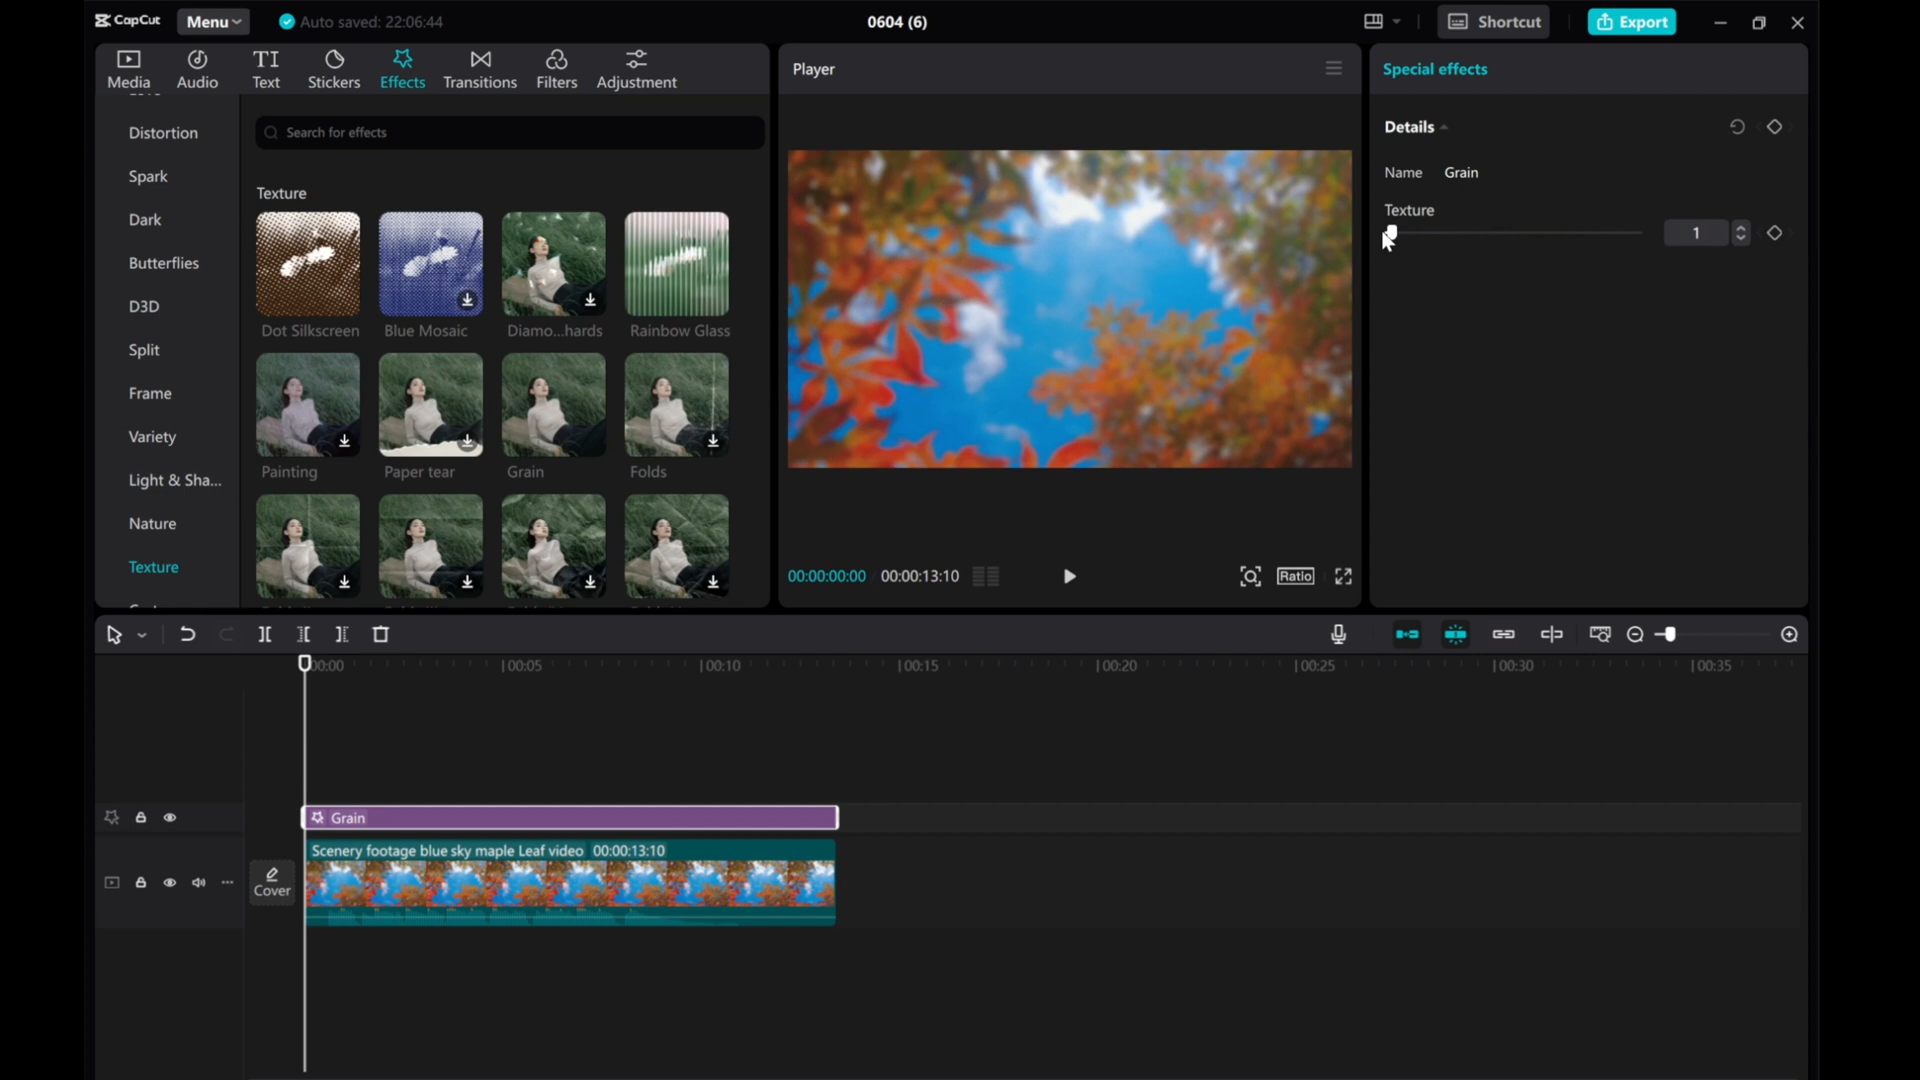 CapCut Menu Auto saved: 22:06:44 0604 (6) Shortcut Export
Media Audio Text Stickers Effects Transitions Filters Adjustment
Distortion
Spark
Dark
Butterflies
D3D
Split
Frame
Variety
Light & Sha...
Nature
Texture
Search for effects
Texture
Dot Silkscreen Blue Mosaic Diamo...hards Rainbow Glass
Painting Paper tear Grain Folds
Player
00:00:00:00 00:00:13:10 Ratio
Special effects
Details
Name Grain
Texture
1
00:00 00:05 00:10 00:15 00:20 00:25 00:30 00:35
Grain
Scenery footage blue sky maple Leaf video 00:00:13:10
Cover